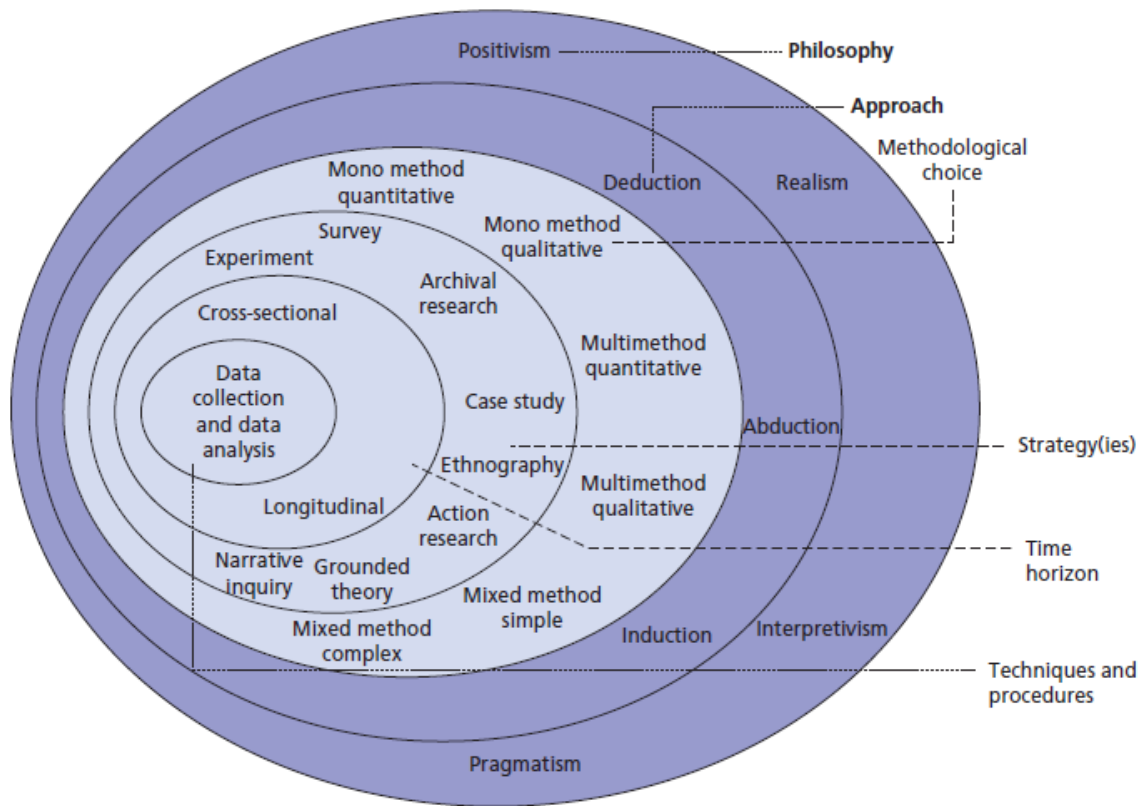 Positivism
Philosophy
Approach
Methodological
choice
Mono method
quantitative
Deduction
Realism
Mono method
qualitative
Survey
Experiment
Archival
research
Cross-sectional
Multimethod
quantitative
Data
collection
and data
analysis
Case study
Abduction
Strategy(ies)
Ethnography
Multimethod
qualitative
Longitudinal
Action
research
Time
horizon
Narrative
inquiry
Grounded
theory
Mixed method
simple
Mixed method
complex
Induction
Interpretivism
Techniques and
procedures
Pragmatism